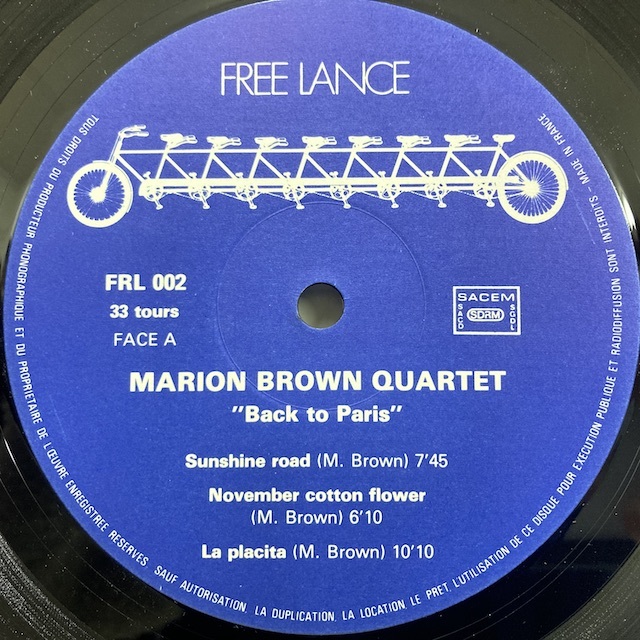 FREE LANCE
FRL 002
33 tours
FACE A
SACEM
SACD
SDRM
SGDL
MARION BROWN QUARTET
"Back to Paris"
Sunshine road (M. Brown) 7'45
November cotton flower
(M. Brown) 6'10
La placita (M. Brown) 10'10
TOUS DROITS DU PRODUCTEUR PHONOGRAPHIQUE ET DU PROPRIETAIRE DE L'ŒUVRE ENREGISTREE RESERVES SAUF AUTORISATION, LA DUPLICATION, LA LOCATION, LE PRET, L'UTILISATION DE CE DISQUE POUR EXECUTION PUBLIQUE ET RADIODIFFUSION SONT INTERDITS – MADE IN FRANCE